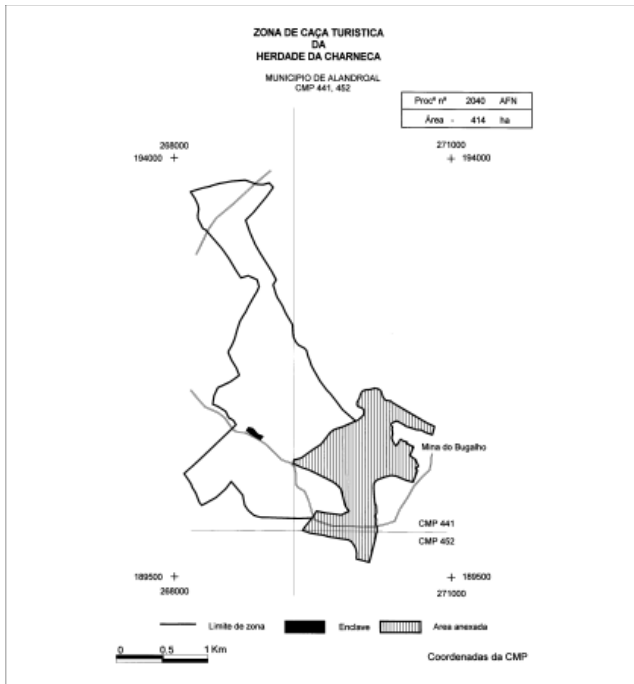 ZONA DE CAÇA TURISTICA
DA
HERDADE DA CHARNECA
MUNICIPIO DE ALANDROAL
CMP 441, 452
Procº nº 2040 AFN
Área - 414 ha
268000
194000
271000
194000
Mina do Bugalho
CMP 441
CMP 452
189500
268000
189500
271000
Limite de zona
Enclave
Area anexada
0 0.5 1 Km
Coordenadas da CMP